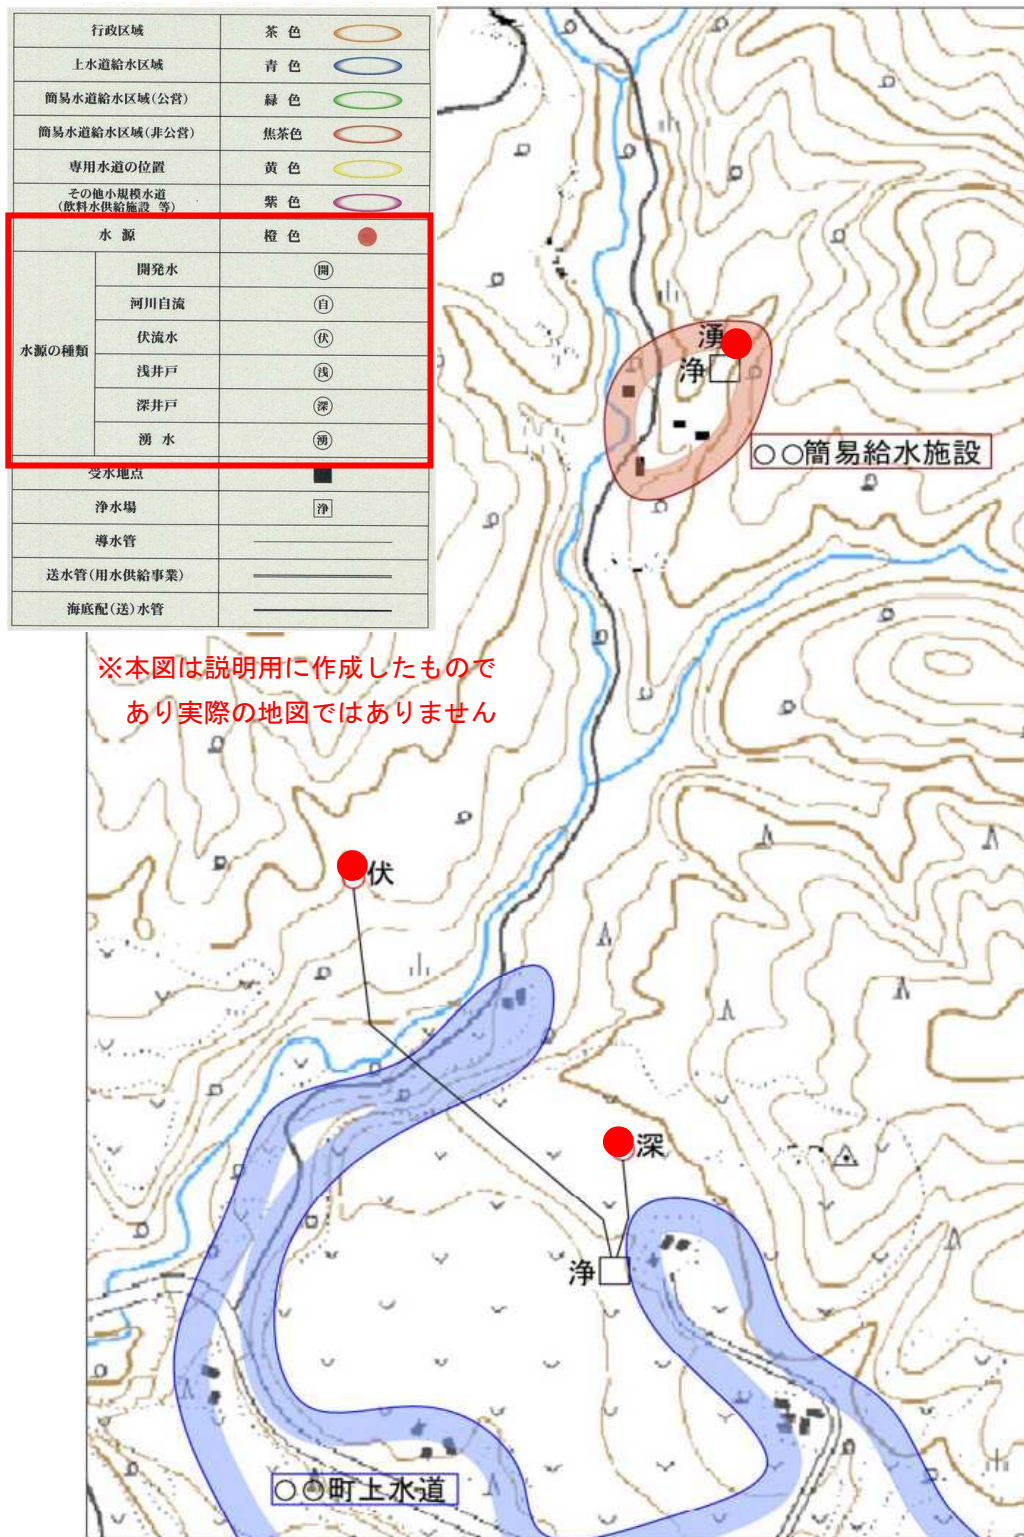 行政区域 茶色
上水道給水区域 青色
簡易水道給水区域(公営) 緑色
簡易水道給水区域(非公営) 焦茶色
専用水道の位置 黄色
その他小規模水道
(飲料水供給施設 等) 紫色
水源 橙色
水源の種類
開発水 開
河川自流 自
伏流水 伏
浅井戸 浅
深井戸 深
湧水 湧
受水地点
浄水場 浄
導水管
送水管(用水供給事業)
海底配(送)水管
※本図は説明用に作成したもので
あり実際の地図ではありません
湧
浄
○○簡易給水施設
伏
深
浄
○○町上水道